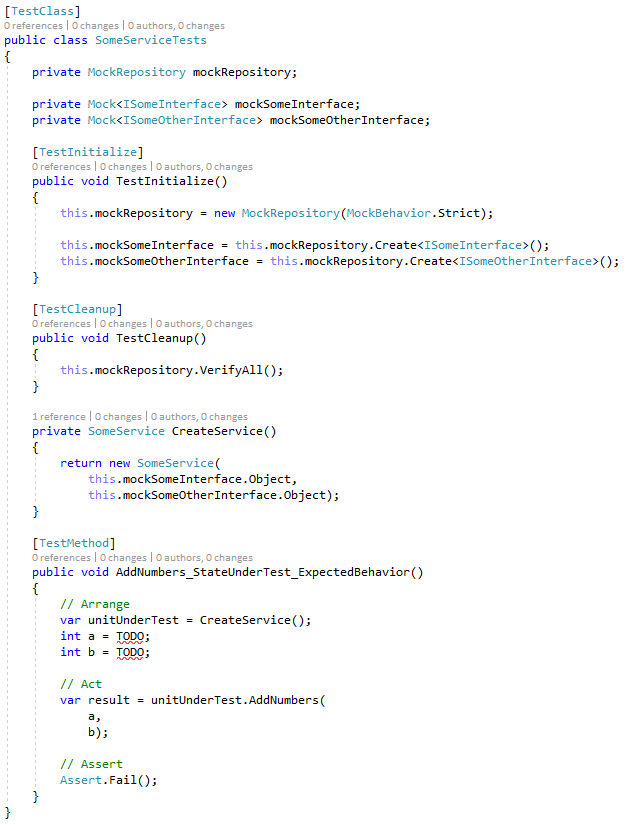 [TestClass]
0 references | 0 changes | 0 authors, 0 changes
public class SomeServiceTests
{
    private MockRepository mockRepository;

    private Mock<ISomeInterface> mockSomeInterface;
    private Mock<ISomeOtherInterface> mockSomeOtherInterface;

    [TestInitialize]
    0 references | 0 changes | 0 authors, 0 changes
    public void TestInitialize()
    {
        this.mockRepository = new MockRepository(MockBehavior.Strict);

        this.mockSomeInterface = this.mockRepository.Create<ISomeInterface>();
        this.mockSomeOtherInterface = this.mockRepository.Create<ISomeOtherInterface>();
    }

    [TestCleanup]
    0 references | 0 changes | 0 authors, 0 changes
    public void TestCleanup()
    {
        this.mockRepository.VerifyAll();
    }

    1 reference | 0 changes | 0 authors, 0 changes
    private SomeService CreateService()
    {
        return new SomeService(
            this.mockSomeInterface.Object,
            this.mockSomeOtherInterface.Object);
    }

    [TestMethod]
    0 references | 0 changes | 0 authors, 0 changes
    public void AddNumbers_StateUnderTest_ExpectedBehavior()
    {
        // Arrange
        var unitUnderTest = CreateService();
        int a = TODO;
        int b = TODO;

        // Act
        var result = unitUnderTest.AddNumbers(
            a,
            b);

        // Assert
        Assert.Fail();
    }
}